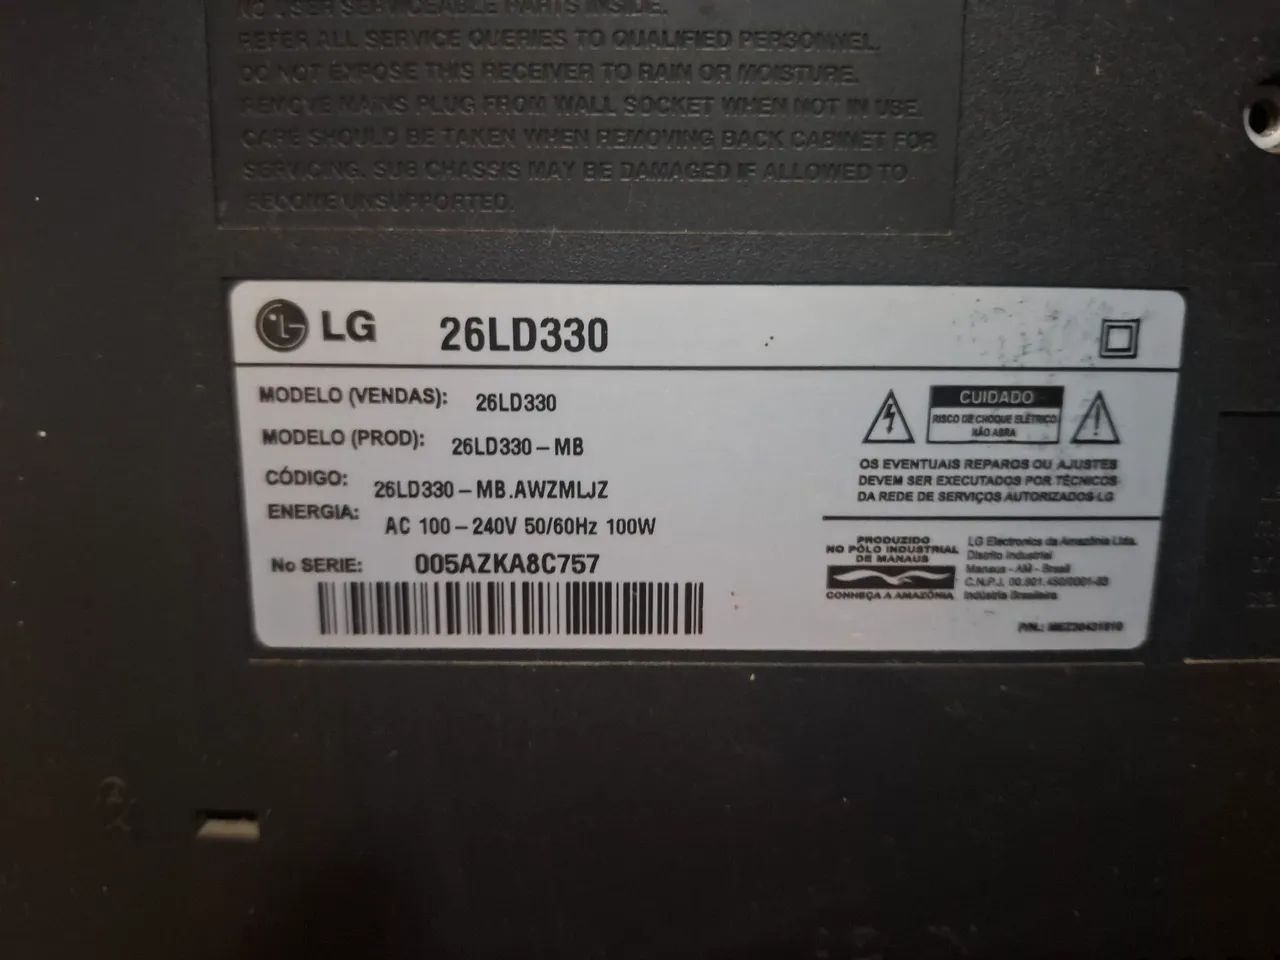 NO USER SERVICEABLE PARTS INSIDE.
REFER ALL SERVICE QUERIES TO QUALIFIED PERSONNEL.
DO NOT EXPOSE THIS RECEIVER TO RAIN OR MOISTURE.
REMOVE MAINS PLUG FROM WALL SOCKET WHEN NOT IN USE.
CARE SHOULD BE TAKEN WHEN REMOVING BACK CABINET FOR
SERVICING. SUB CHASSIS MAY BE DAMAGED IF ALLOWED TO
BECOME UNSUPPORTED.
LG 26LD330
MODELO (VENDAS): 26LD330
MODELO (PROD): 26LD330-MB
CÓDIGO: 26LD330-MB.AWZMLJZ
ENERGIA: AC 100-240V 50/60Hz 100W
No SERIE: 005AZKA8C757
CUIDADO
RISCO DE CHOQUE ELÉTRICO
NÃO ABRA
OS EVENTUAIS REPAROS OU AJUSTES
DEVEM SER EXECUTADOS POR TÉCNICOS
DA REDE DE SERVIÇOS AUTORIZADOS LG
PRODUZIDO
NO PÓLO INDUSTRIAL
DE MANAUS
CONHEÇA A AMAZÔNIA
LG Electronics da Amazônia Ltda.
Distrito Industrial
Manaus - AM - Brasil
C.N.P.J.
Indústria Brasileira
P/N.: